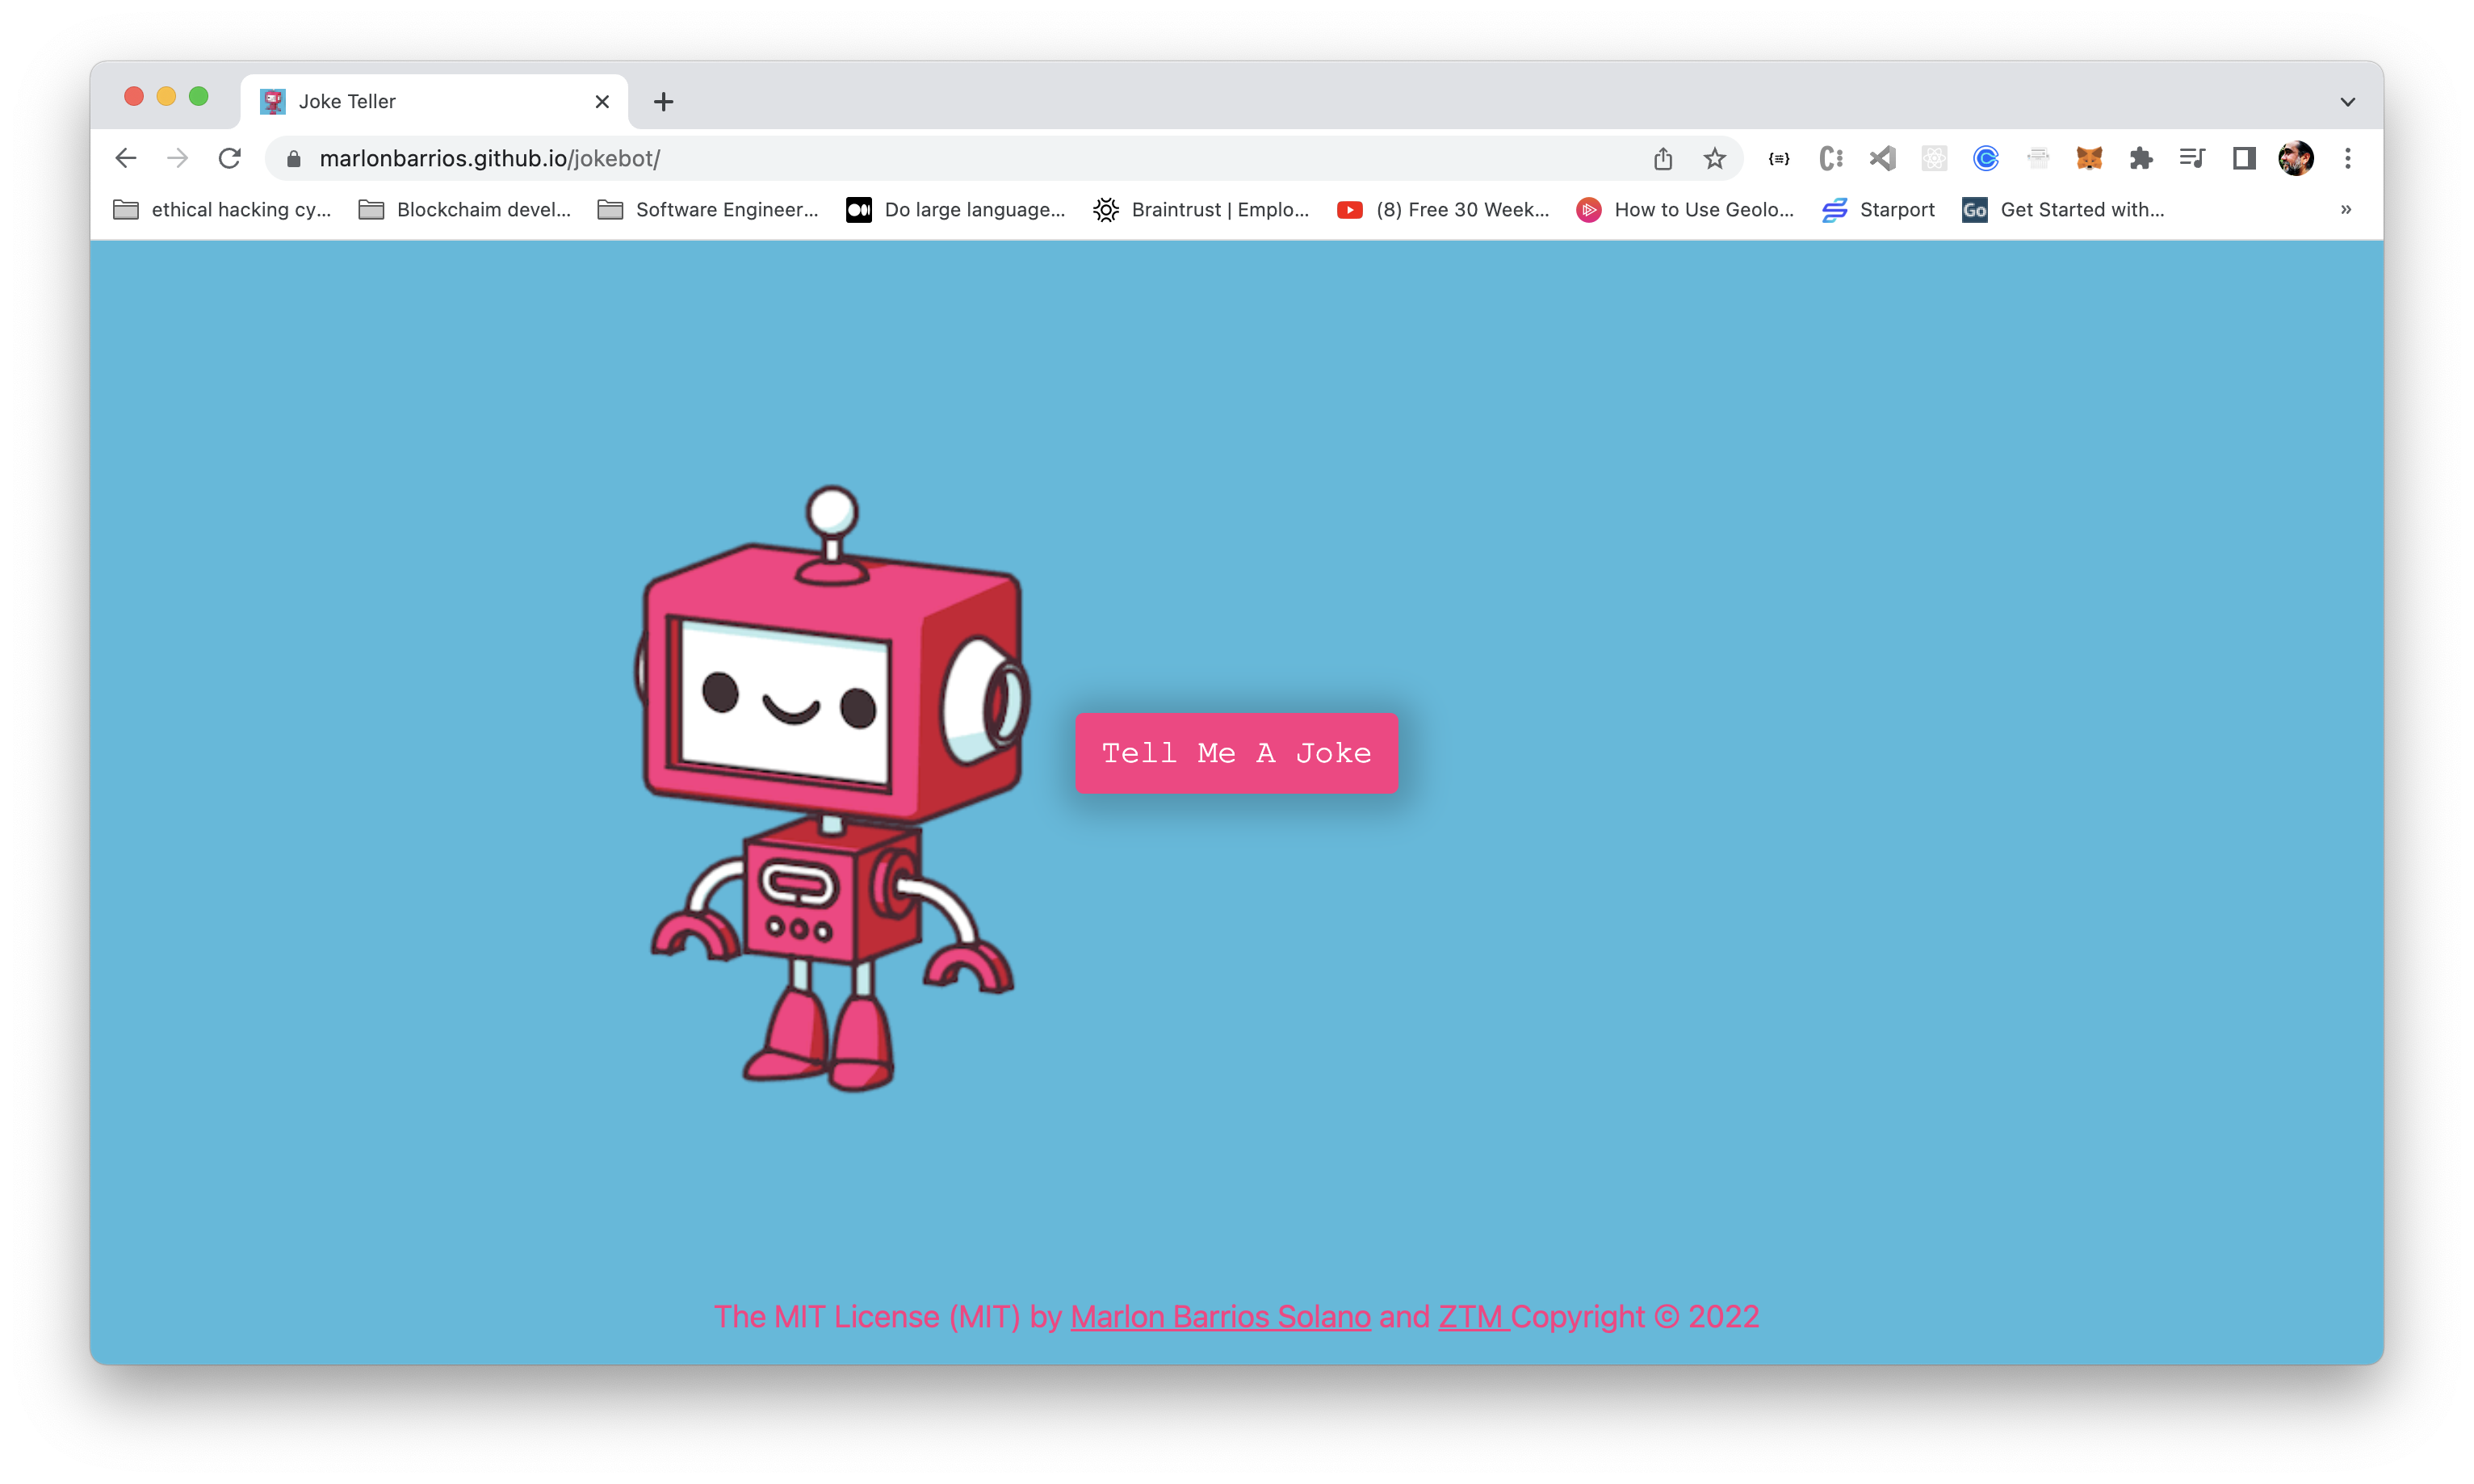 Joke Teller
marlonbarrios.github.io/jokebot/
ethical hacking cy... Blockchaim devel... Software Engineer... Do large language... Braintrust | Emplo... (8) Free 30 Week... How to Use Geolo... Starport GO Get Started with... »
Tell Me A Joke
The MIT License (MIT) by Marlon Barrios Solano and ZTM Copyright © 2022